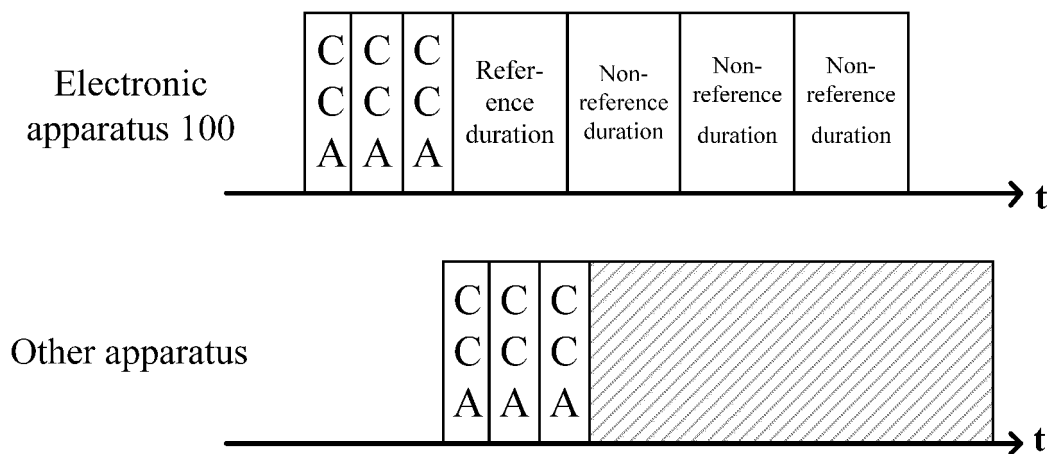 Electronic
apparatus 100
C C C
C C C
A A A
Refer-
ence
duration
Non-
reference
duration
Non-
reference
duration
Non-
reference
duration
t
Other apparatus
C C C
C C C
A A A
t